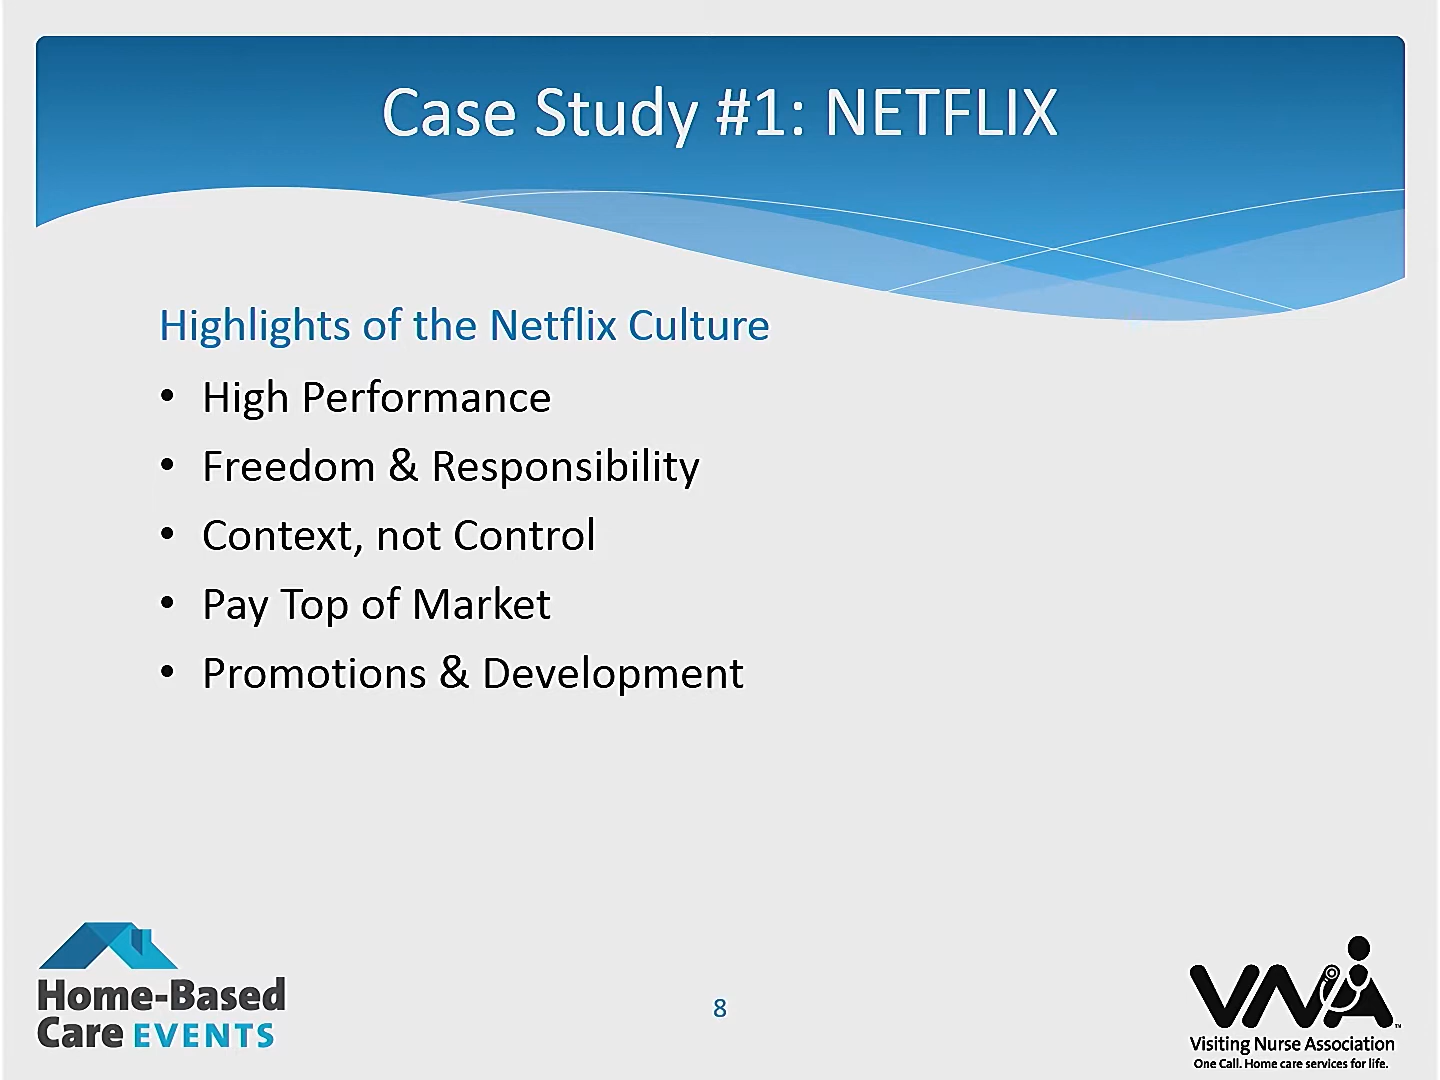 Case Study #1: NETFLIX
Highlights of the Netflix Culture
• High Performance
• Freedom & Responsibility
• Context, not Control
• Pay Top of Market
• Promotions & Development
Home-Based
Care EVENTS
8
VNA
TM
Visiting Nurse Association
One Call. Home care services for life.